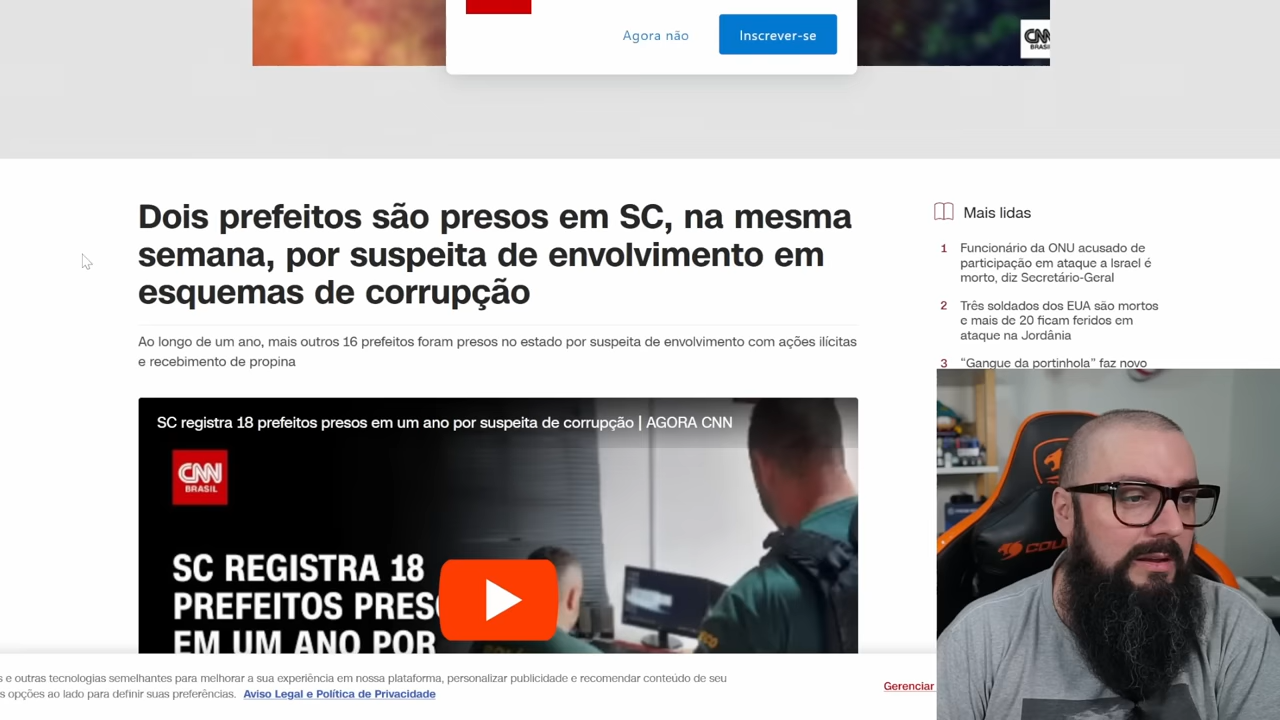 Agora não
Inscrever-se
CNN
BRASIL
Dois prefeitos são presos em SC, na mesma
semana, por suspeita de envolvimento em
esquemas de corrupção
Ao longo de um ano, mais outros 16 prefeitos foram presos no estado por suspeita de envolvimento com ações ilícitas
e recebimento de propina
SC registra 18 prefeitos presos em um ano por suspeita de corrupção | AGORA CNN
CNN
BRASIL
SC REGISTRA 18
PREFEITOS PRES
EM UM ANO POR
Mais lidas
1 Funcionário da ONU acusado de
participação em ataque a Israel é
morto, diz Secretário-Geral
2 Três soldados dos EUA são mortos
e mais de 20 ficam feridos em
ataque na Jordânia
3 “Gangue da portinhola” faz novo
s e outras tecnologias semelhantes para melhorar a sua experiência em nossa plataforma, personalizar publicidade e recomendar conteúdo de seu
s opções ao lado para definir suas preferências. Aviso Legal e Política de Privacidade
Gerenciar